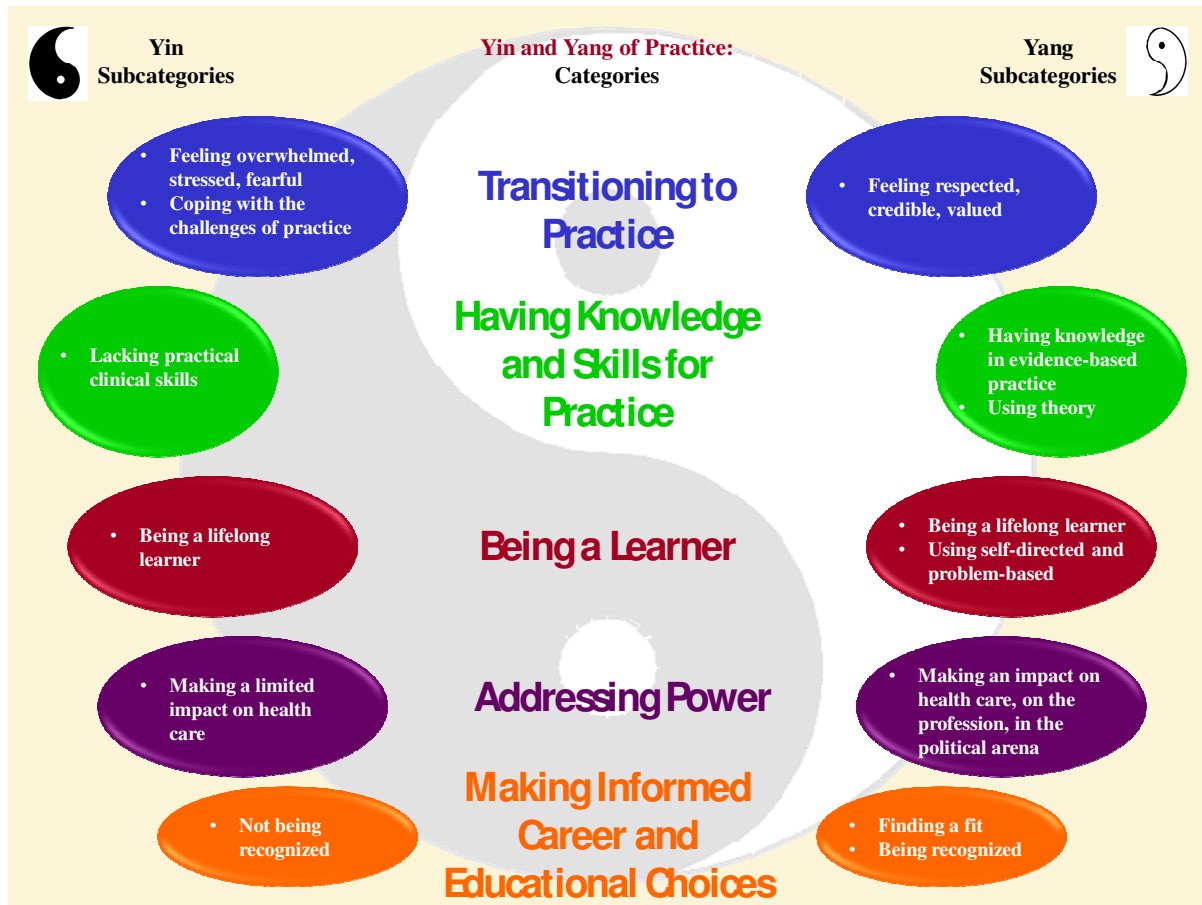 Yin
Subcategories
Yin and Yang of Practice:
Categories
Yang
Subcategories
• Feeling overwhelmed,
stressed, fearful
• Coping with the
challenges of practice
Transitioning to
Practice
• Feeling respected,
credible, valued
• Lacking practical
clinical skills
Having Knowledge
and Skills for
Practice
• Having knowledge
in evidence-based
practice
• Using theory
• Being a lifelong
learner
Being a Learner
• Being a lifelong learner
• Using self-directed and
problem-based
• Making a limited
impact on health
care
Addressing Power
• Making an impact on
health care, on the
profession, in the
political arena
• Not being
recognized
Making Informed
Career and
Educational Choices
• Finding a fit
• Being recognized